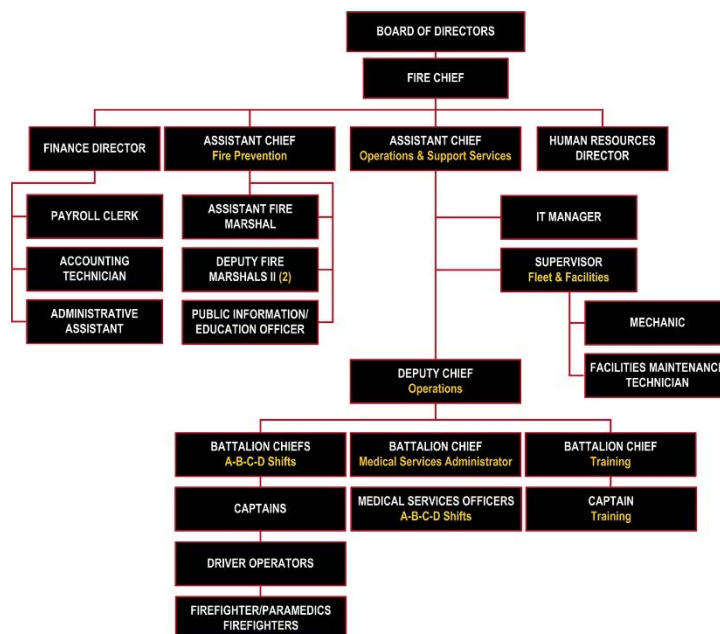 BOARD OF DIRECTORS
FIRE CHIEF
FINANCE DIRECTOR
ASSISTANT CHIEF
Fire Prevention
ASSISTANT CHIEF
Operations & Support Services
HUMAN RESOURCES
DIRECTOR
PAYROLL CLERK
ACCOUNTING
TECHNICIAN
ADMINISTRATIVE
ASSISTANT
ASSISTANT FIRE
MARSHAL
DEPUTY FIRE
MARSHALS II (2)
PUBLIC INFORMATION/
EDUCATION OFFICER
IT MANAGER
SUPERVISOR
Fleet & Facilities
MECHANIC
FACILITIES MAINTENANCE
TECHNICIAN
DEPUTY CHIEF
Operations
BATTALION CHIEFS
A-B-C-D Shifts
CAPTAINS
DRIVER OPERATORS
FIREFIGHTER/PARAMEDICS
FIREFIGHTERS
BATTALION CHIEF
Medical Services Administrator
MEDICAL SERVICES OFFICERS
A-B-C-D Shifts
BATTALION CHIEF
Training
CAPTAIN
Training